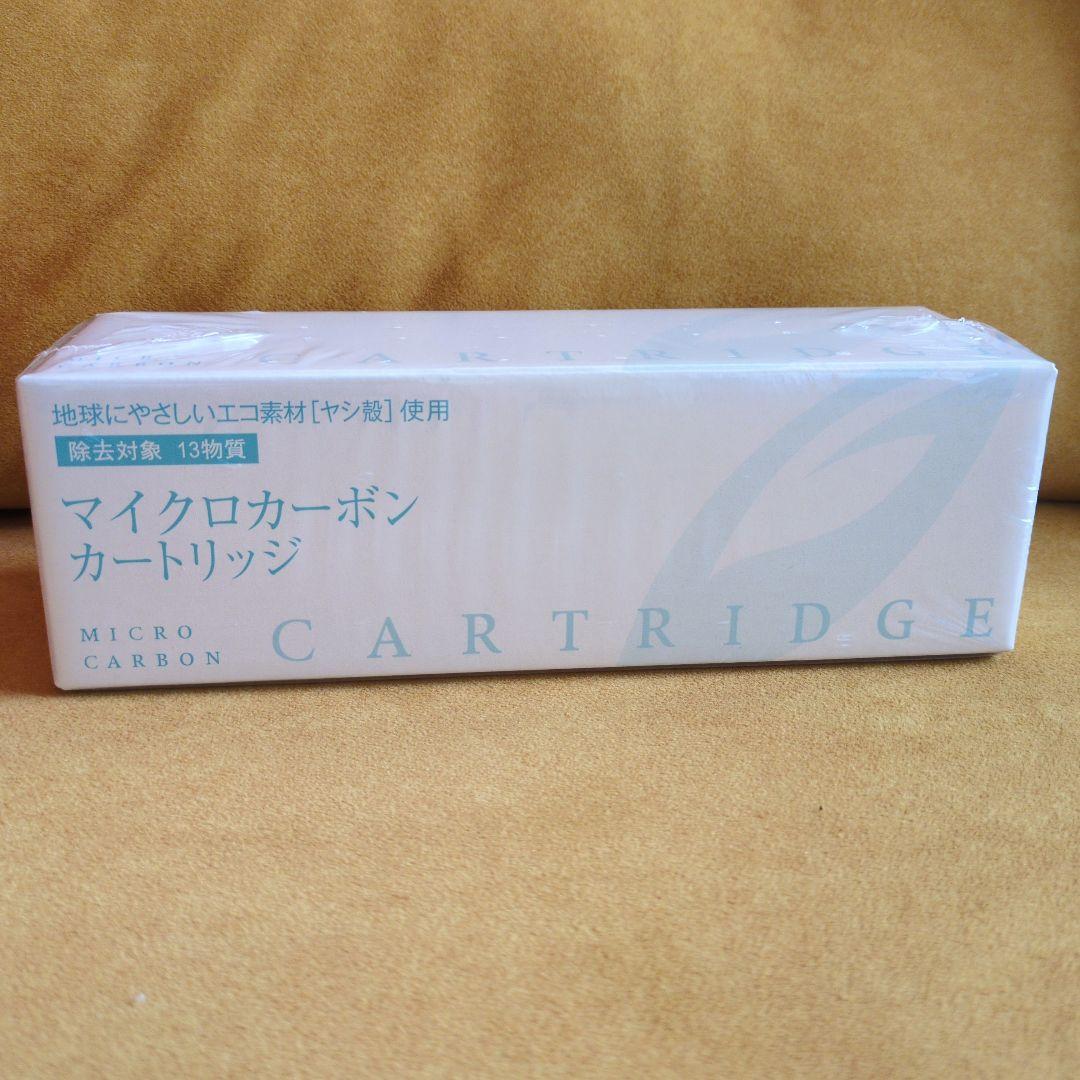 CARBON CARTRIDGE
地球にやさしいエコ素材[ヤシ殻]使用
除去対象 13物質
マイクロカーボン
カートリッジ
MICRO
CARBON
CARTRIDGE